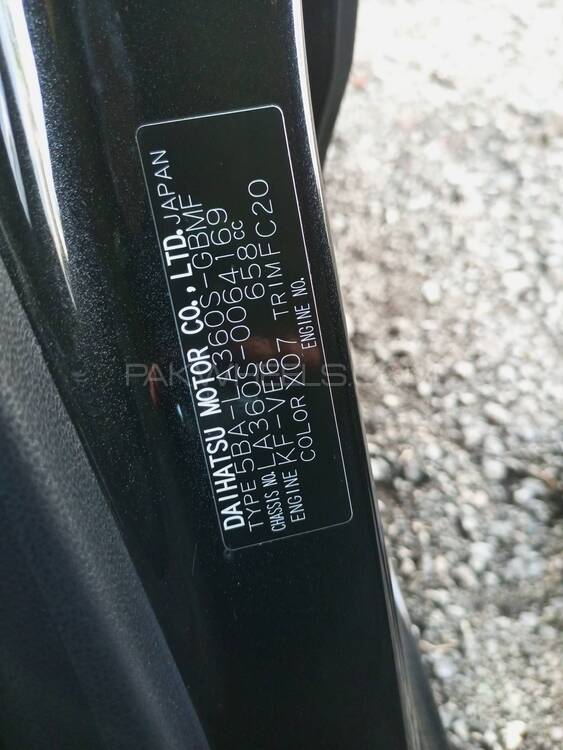 DAIHATSU MOTOR CO., LTD. JAPAN
TYPE 5BA-LA360S-GBMF
CHASSIS NO. LA360S-0064169
ENGINE KF-VE6 658CC
COLOR X07 TRIM FC20
ENGINE NO.
PAKWHEELS.COM